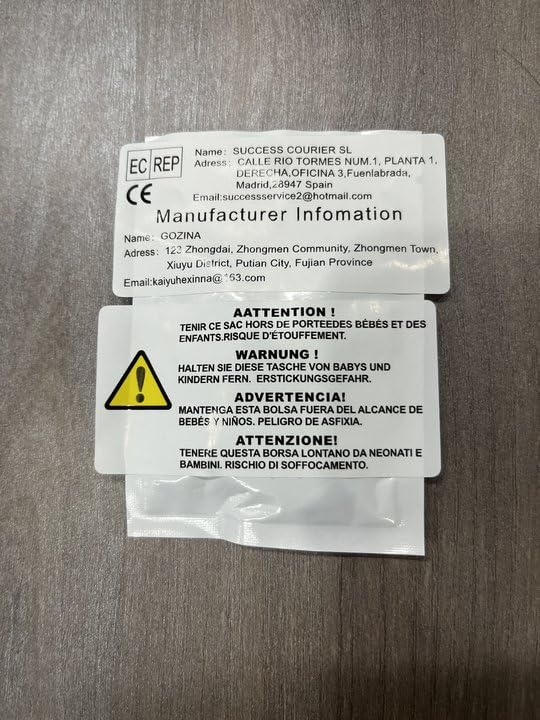 EC REP
Name: SUCCESS COURIER SL
Adress: CALLE RIO TORMES NUM.1, PLANTA 1,
DERECHA,OFICINA 3,Fuenlabrada,
Madrid,28947 Spain
CE
Email:successservice2@hotmail.com
Manufacturer Infomation
Name: GOZINA
Adress: 123 Zhongdai, Zhongmen Community, Zhongmen Town,
Xiuyu District, Putian City, Fujian Province
Email:kaiyuhexinna@163.com
AATTENTION !
TENIR CE SAC HORS DE PORTEEDES BÉBÉS ET DES
ENFANTS.RISQUE D'ÉTOUFFEMENT.
WARNUNG !
HALTEN SIE DIESE TASCHE VON BABYS UND
KINDERN FERN. ERSTICKUNGSGEFAHR.
ADVERTENCIA!
MANTENGA ESTA BOLSA FUERA DEL ALCANCE DE
BEBÉS Y NIÑOS. PELIGRO DE ASFIXIA.
ATTENZIONE!
TENERE QUESTA BORSA LONTANO DA NEONATI E
BAMBINI. RISCHIO DI SOFFOCAMENTO.